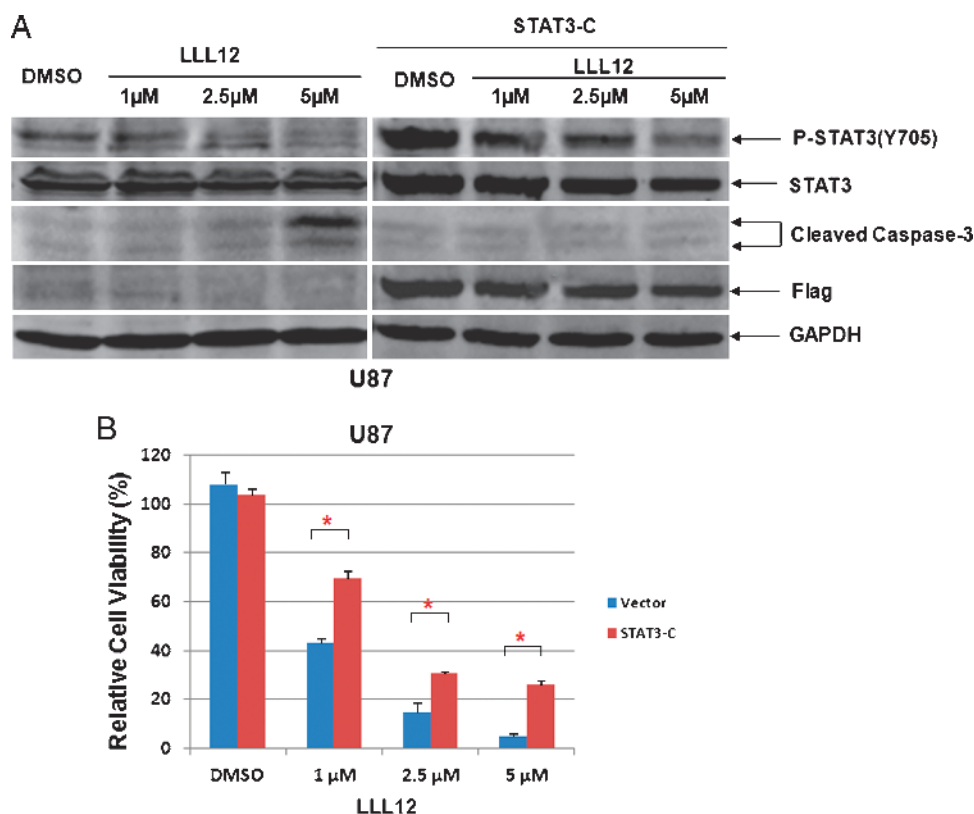 A
STAT3-C
DMSO
LLL12
DMSO
LLL12
1µM 2.5µM 5µM
1µM 2.5µM 5µM
P-STAT3(Y705)
STAT3
Cleaved Caspase-3
Flag
GAPDH
U87
B
U87
Relative Cell Viability (%)
120
100
80
60
40
20
0
*
*
*
Vector
STAT3-C
DMSO 1 µM 2.5 µM 5 µM
LLL12